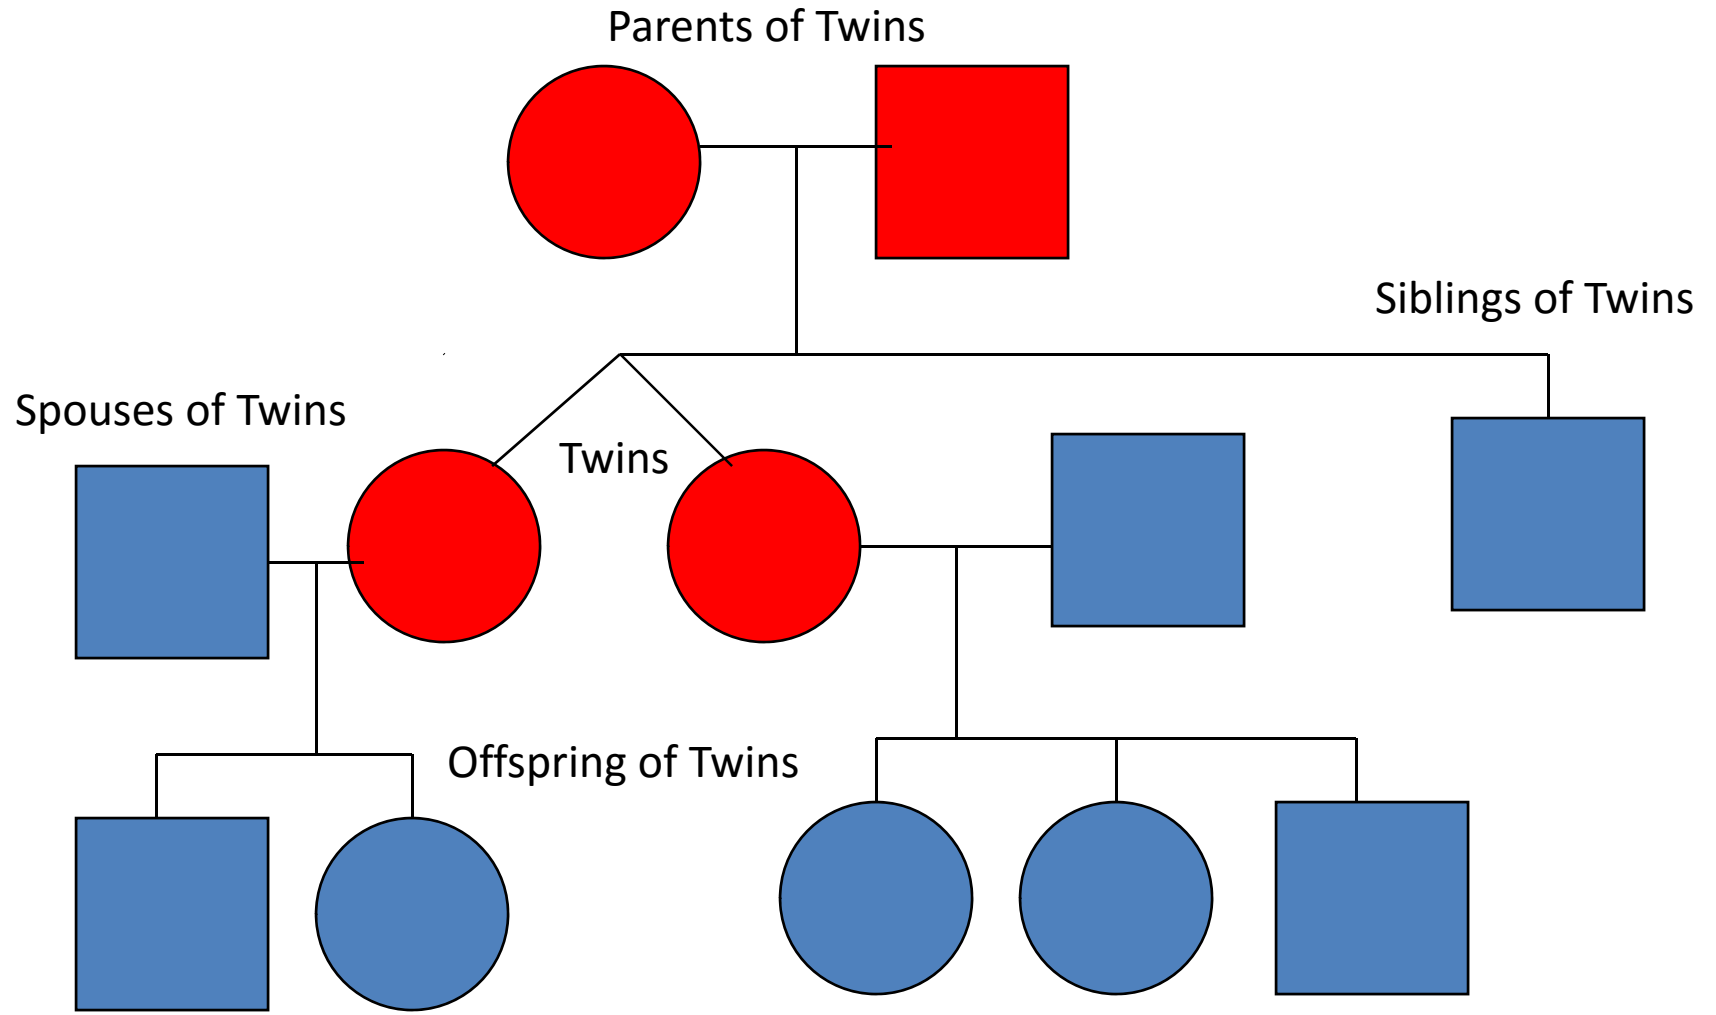 Parents of Twins
Siblings of Twins
Spouses of Twins
Twins
Offspring of Twins